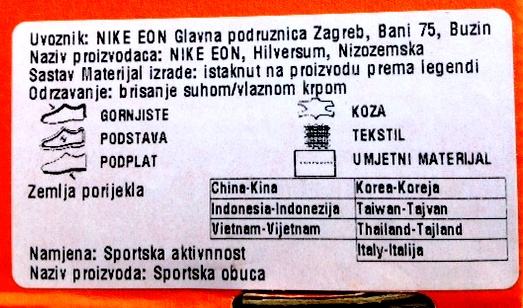 Uvoznik: NIKE EON Glavna podruznica Zagreb, Bani 75, Buzin
Naziv proizvodaca: NIKE EON, Hilversum, Nizozemska
Sastav Materijal izrade: istaknut na proizvodu prema legendi
Odrzavanje: brisanje suhom/vlaznom krpom
GORNJISTE KOZA
PODSTAVA TEKSTIL
PODPLAT UMJETNI MATERIJAL
Zemlja porijekla China-Kina Korea-Koreja
Indonesia-Indonezija Taiwan-Tajvan
Vietnam-Vijetnam Thailand-Tajland
Italy-Italija
Namjena: Sportska aktivnnost
Naziv proizvoda: Sportska obuca